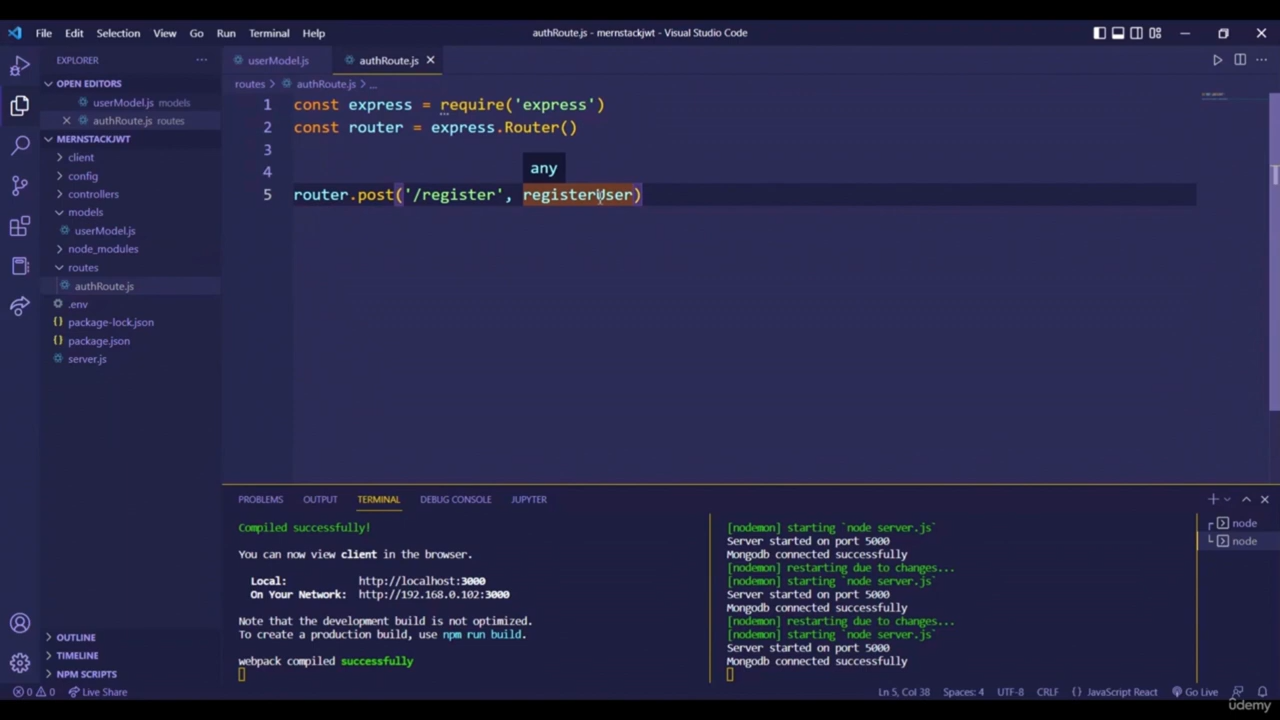 File Edit Selection View Go Run Terminal Help
authRoute.js - mernstackjwt - Visual Studio Code
EXPLORER
OPEN EDITORS
userModel.js models
authRoute.js routes
MERNSTACKJWT
client
config
controllers
models
userModel.js
node_modules
routes
authRoute.js
.env
package-lock.json
package.json
server.js
OUTLINE
TIMELINE
NPM SCRIPTS
userModel.js
authRoute.js
routes > authRoute.js > ...
1 const express = require('express')
2 const router = express.Router()
3
4
any
5 router.post('/register', registerUser)
PROBLEMS OUTPUT TERMINAL DEBUG CONSOLE JUPYTER
Compiled successfully!
You can now view client in the browser.
Local: http://localhost:3000
On Your Network: http://192.168.0.102:3000
Note that the development build is not optimized.
To create a production build, use npm run build.
webpack compiled successfully
[nodemon] starting `node server.js`
Server started on port 5000
Mongodb connected successfully
[nodemon] restarting due to changes...
[nodemon] starting `node server.js`
Server started on port 5000
Mongodb connected successfully
[nodemon] restarting due to changes...
[nodemon] starting `node server.js`
Server started on port 5000
Mongodb connected successfully
node
node
0 0 Live Share
Ln 5, Col 38 Spaces: 4 UTF-8 CRLF {} JavaScript React Go Live
ûdemy